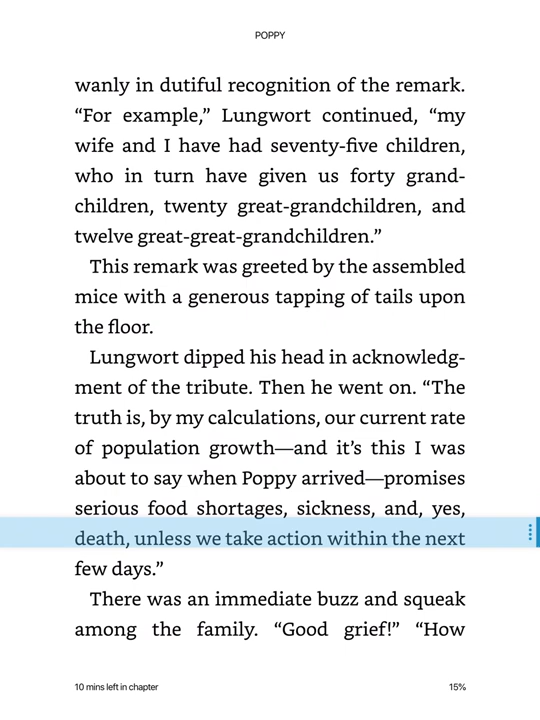 POPPY
wanly in dutiful recognition of the remark.
“For example,” Lungwort continued, “my
wife and I have had seventy-five children,
who in turn have given us forty grand-
children, twenty great-grandchildren, and
twelve great-great-grandchildren.”
This remark was greeted by the assembled
mice with a generous tapping of tails upon
the floor.
Lungwort dipped his head in acknowledg-
ment of the tribute. Then he went on. “The
truth is, by my calculations, our current rate
of population growth—and it’s this I was
about to say when Poppy arrived—promises
serious food shortages, sickness, and, yes,
death, unless we take action within the next
few days.”
There was an immediate buzz and squeak
among the family. “Good grief!” “How
10 mins left in chapter
15%